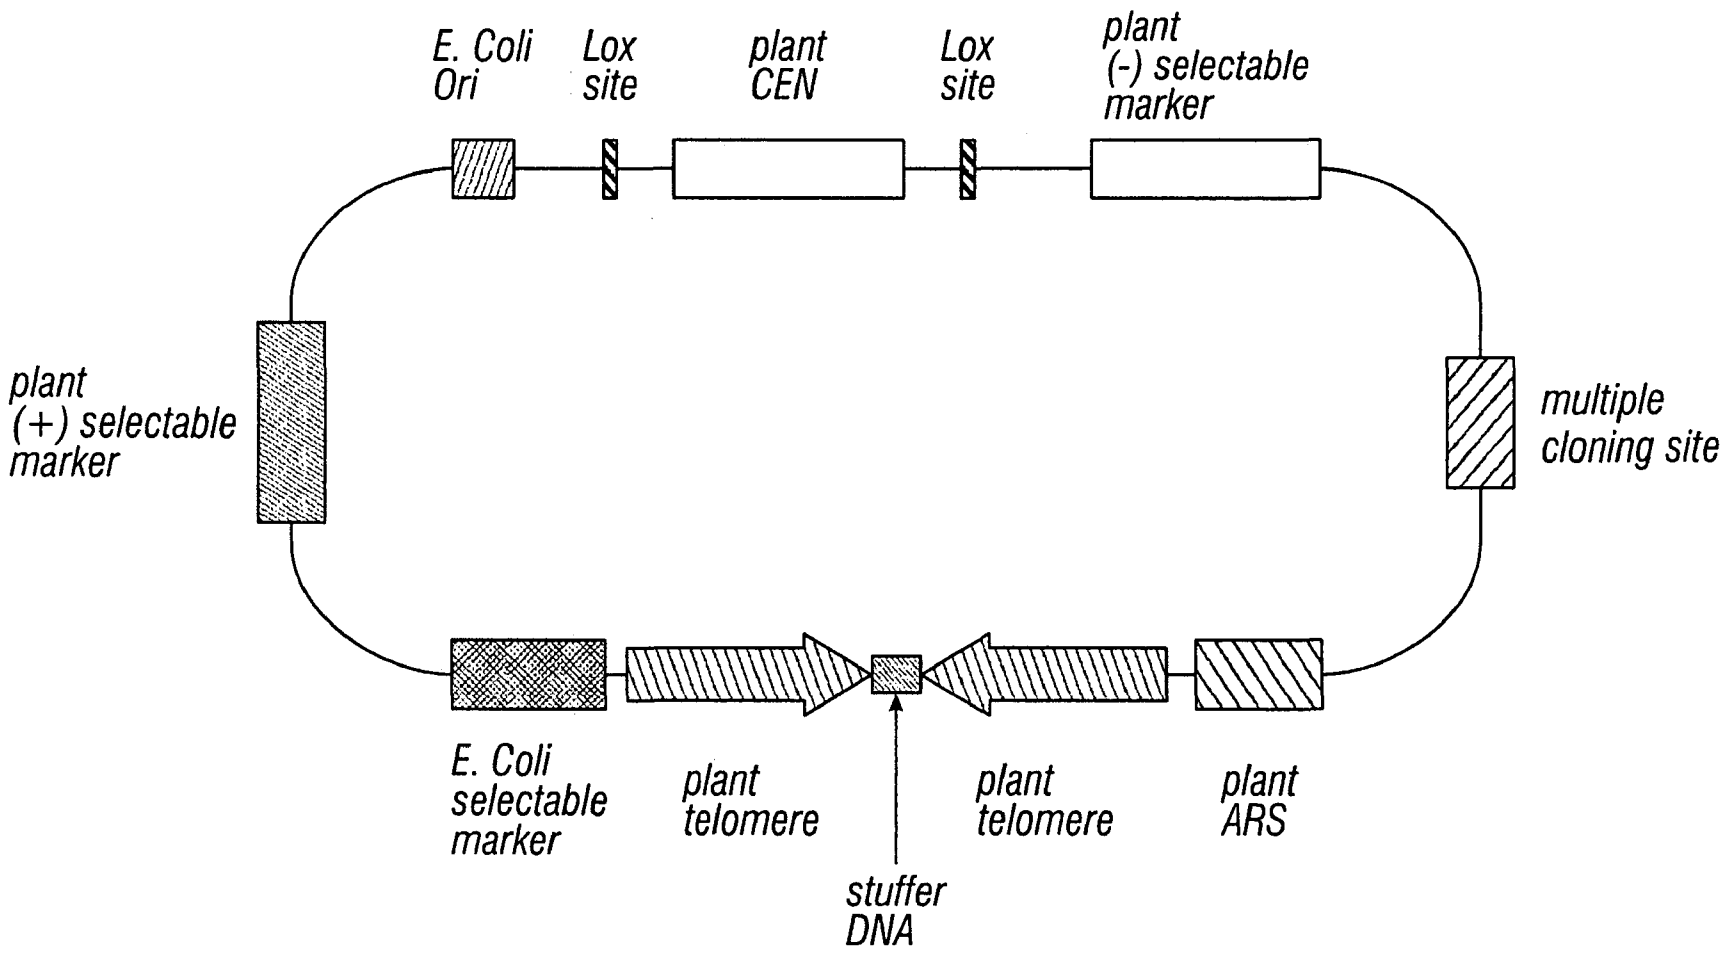 E. Coli
Ori
Lox
site
plant
CEN
Lox
site
plant
(-) selectable
marker
plant
(+) selectable
marker
multiple
cloning site
E. Coli
selectable
marker
plant
telomere
plant
telomere
plant
ARS
stuffer
DNA